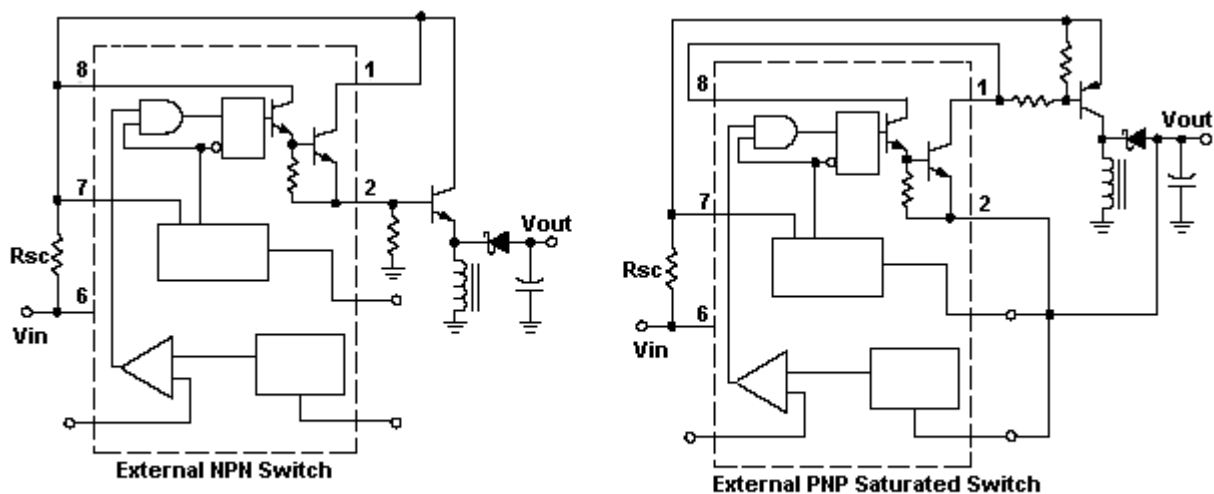 8
1
7
2
Rsc
6
Vin
Vout
External NPN Switch
8
1
7
2
Rsc
6
Vin
Vout
External PNP Saturated Switch